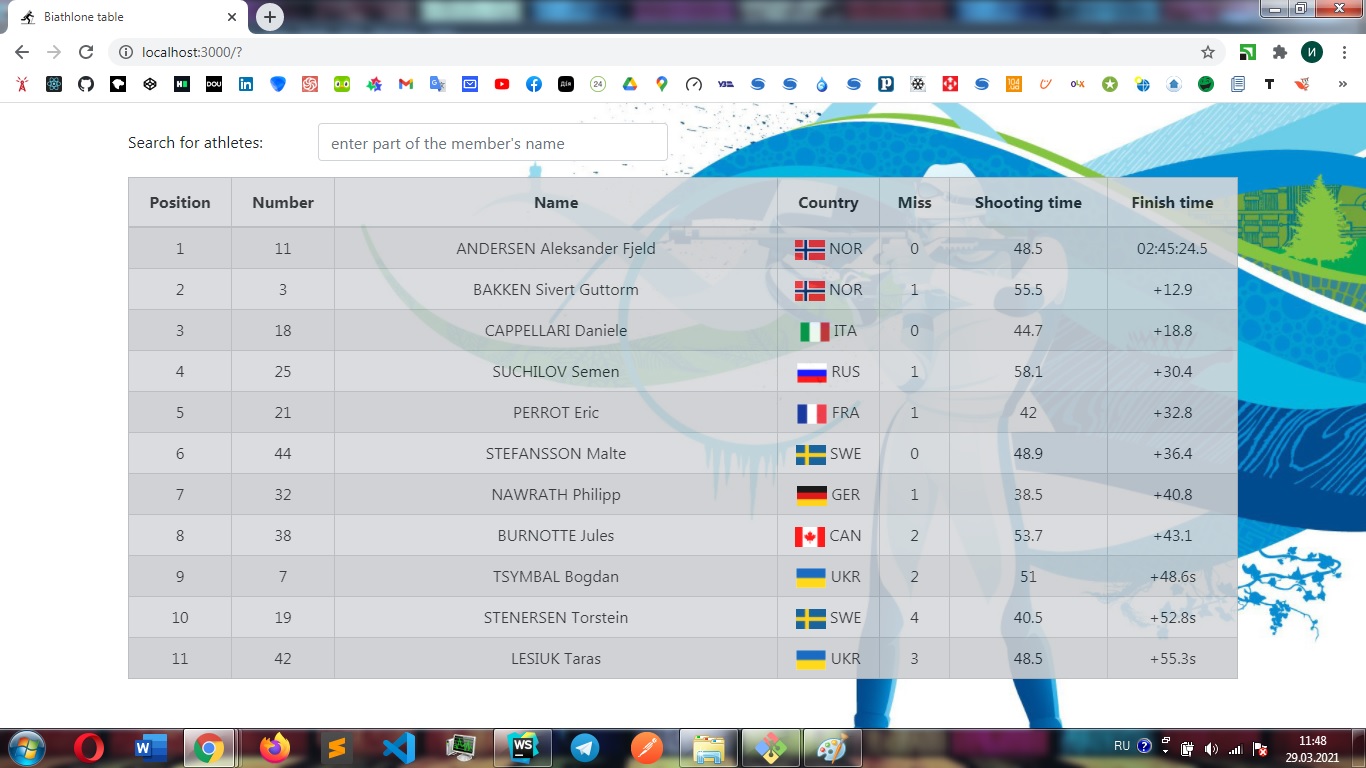 Biathlone table
localhost:3000/?
И
Search for athletes: enter part of the member's name
Position Number Name Country Miss Shooting time Finish time
1 11 ANDERSEN Aleksander Fjeld NOR 0 48.5 02:45:24.5
2 3 BAKKEN Sivert Guttorm NOR 1 55.5 +12.9
3 18 CAPPELLARI Daniele ITA 0 44.7 +18.8
4 25 SUCHILOV Semen RUS 1 58.1 +30.4
5 21 PERROT Eric FRA 1 42 +32.8
6 44 STEFANSSON Malte SWE 0 48.9 +36.4
7 32 NAWRATH Philipp GER 1 38.5 +40.8
8 38 BURNOTTE Jules CAN 2 53.7 +43.1
9 7 TSYMBAL Bogdan UKR 2 51 +48.6s
10 19 STENERSEN Torstein SWE 4 40.5 +52.8s
11 42 LESIUK Taras UKR 3 48.5 +55.3s
RU 11:48
29.03.2021